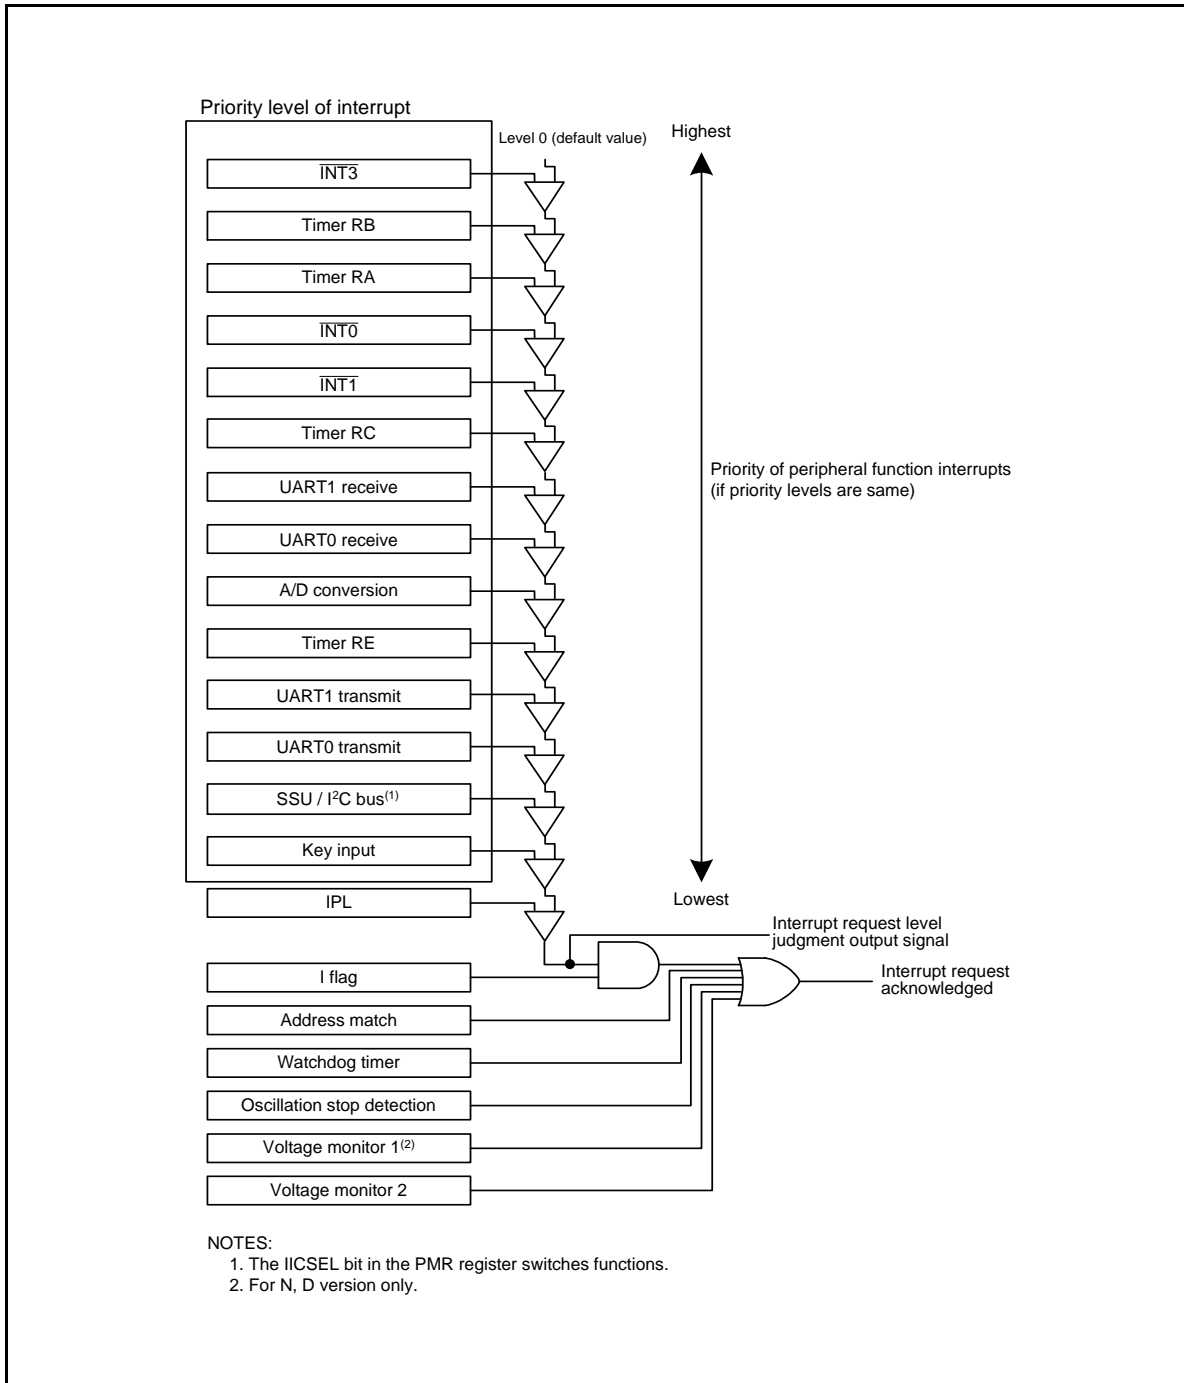 Priority level of interrupt
Level 0 (default value)
Highest
INT3
Timer RB
Timer RA
INT0
INT1
Timer RC
Priority of peripheral function interrupts
(if priority levels are same)
UART1 receive
UART0 receive
A/D conversion
Timer RE
UART1 transmit
UART0 transmit
SSU / I²C bus(1)
Key input
IPL
Lowest
Interrupt request level
judgment output signal
I flag
Interrupt request
acknowledged
Address match
Watchdog timer
Oscillation stop detection
Voltage monitor 1(2)
Voltage monitor 2
NOTES:
1. The IICSEL bit in the PMR register switches functions.
2. For N, D version only.